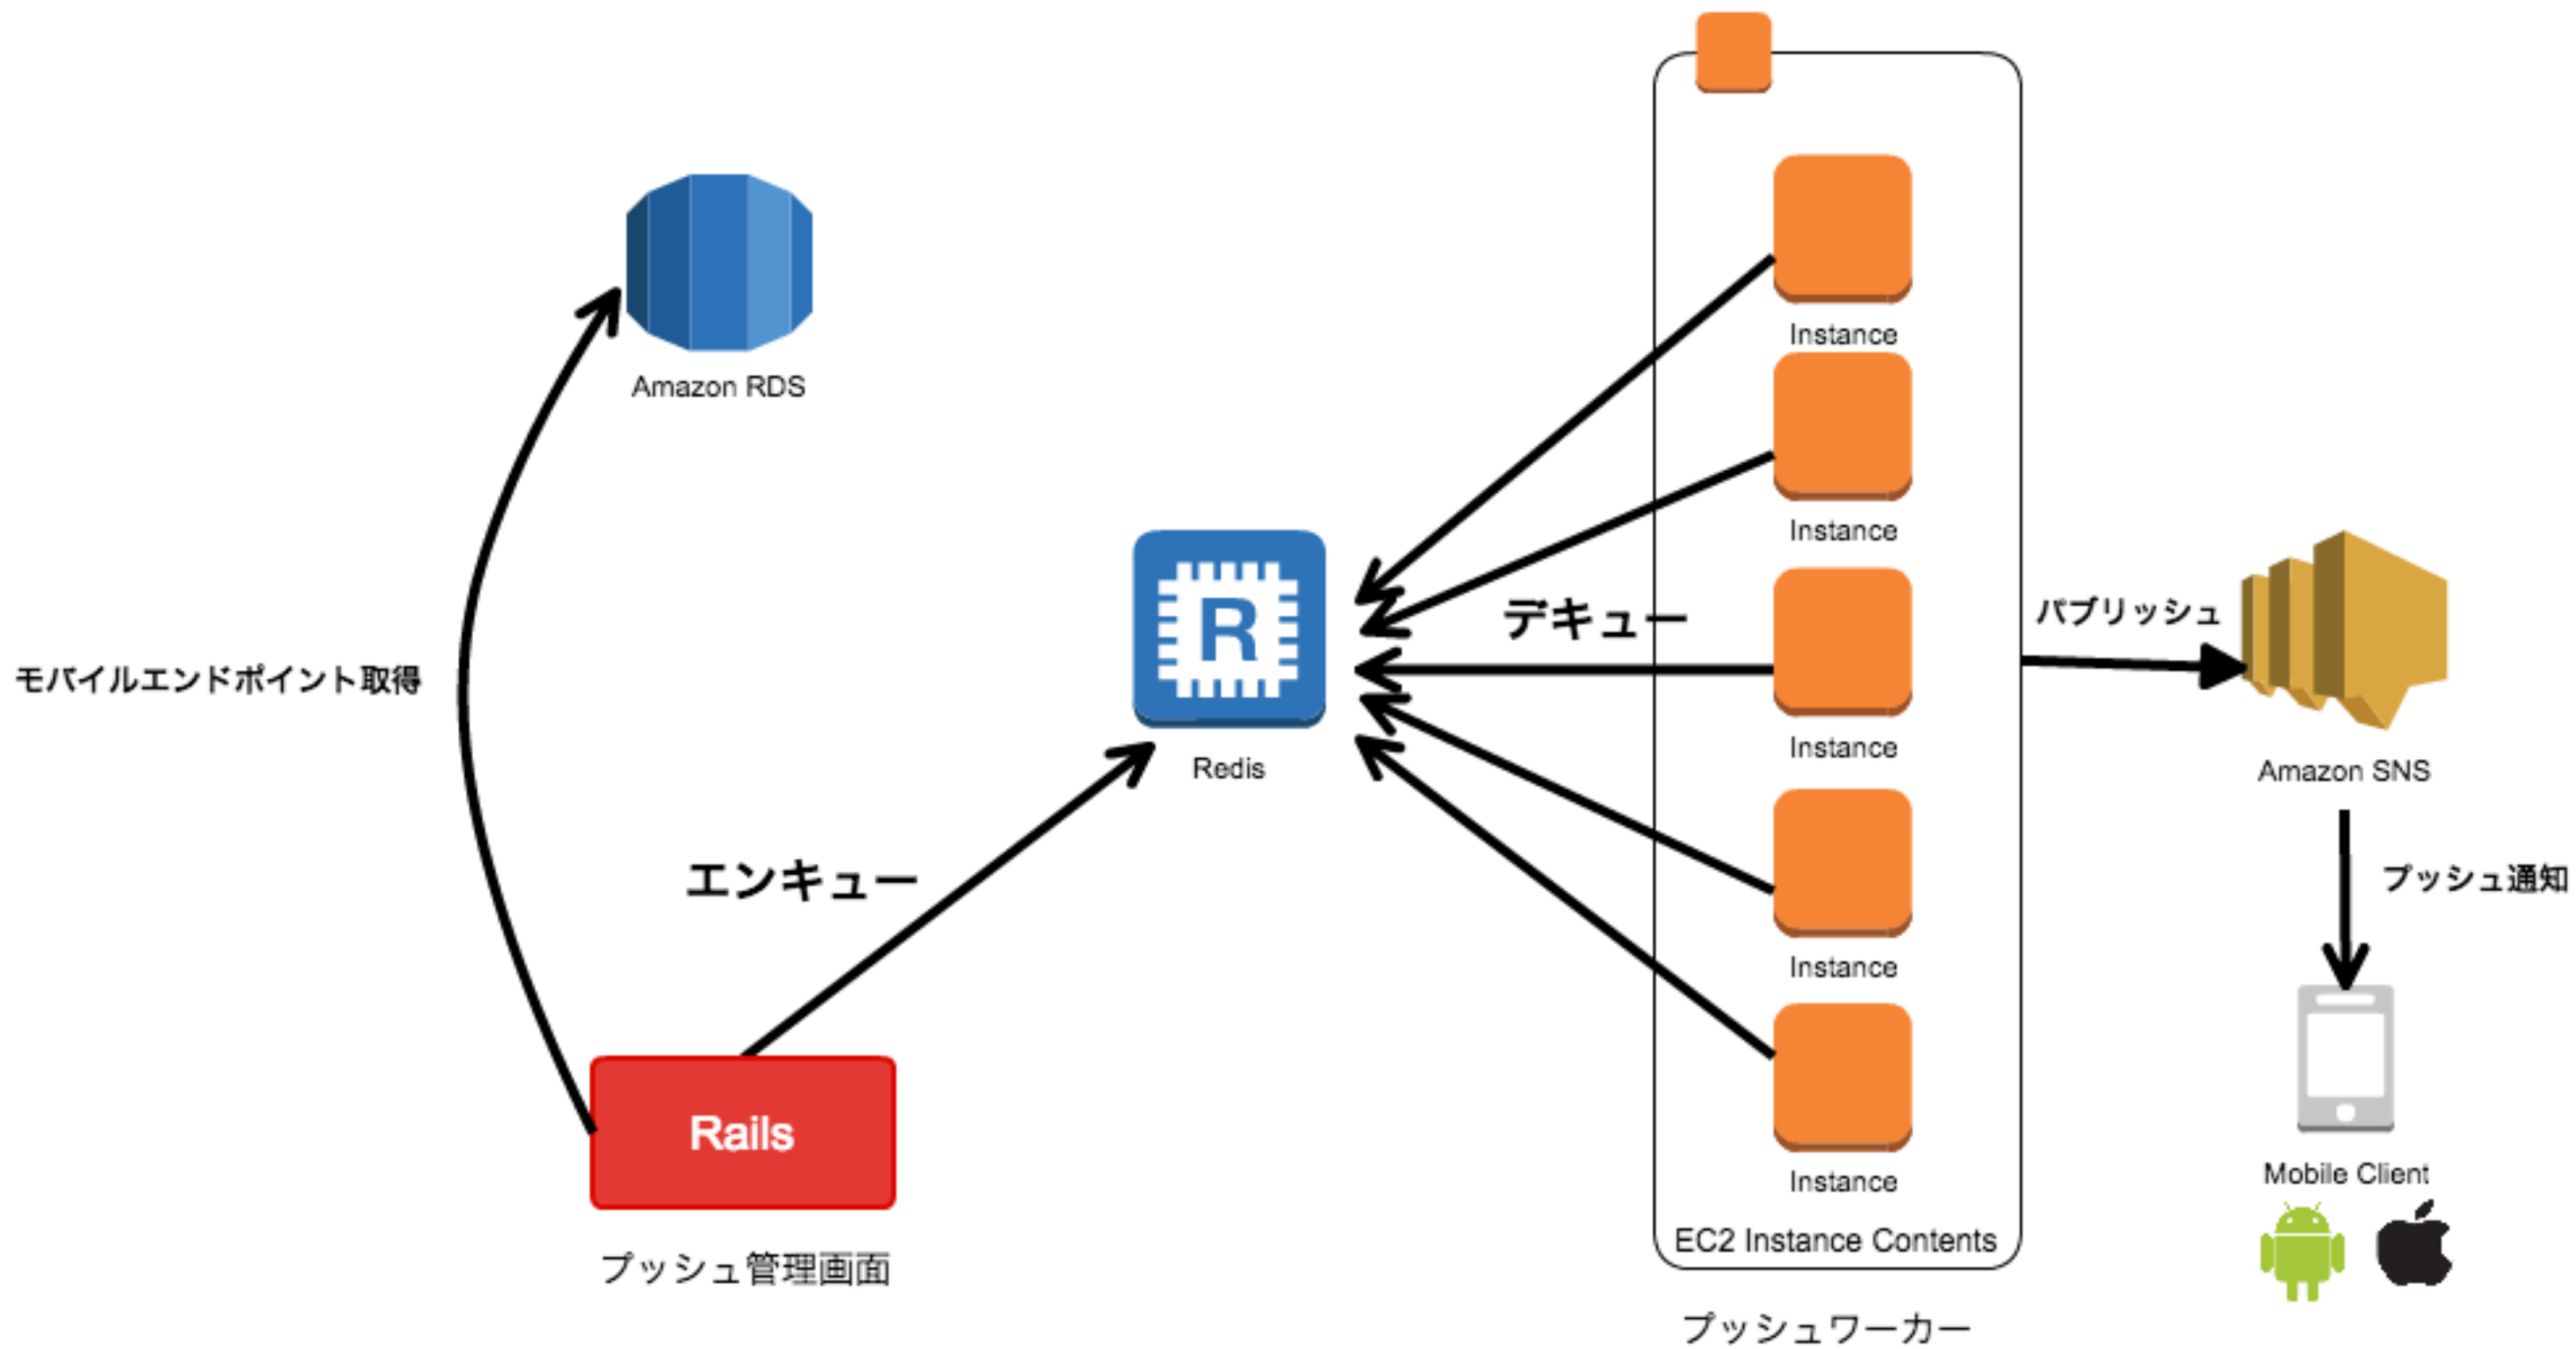 Amazon RDS
モバイルエンドポイント取得
エンキュー
Rails
プッシュ管理画面
R
Redis
デキュー
Instance
Instance
Instance
Instance
Instance
EC2 Instance Contents
プッシュワーカー
パブリッシュ
Amazon SNS
プッシュ通知
Mobile Client